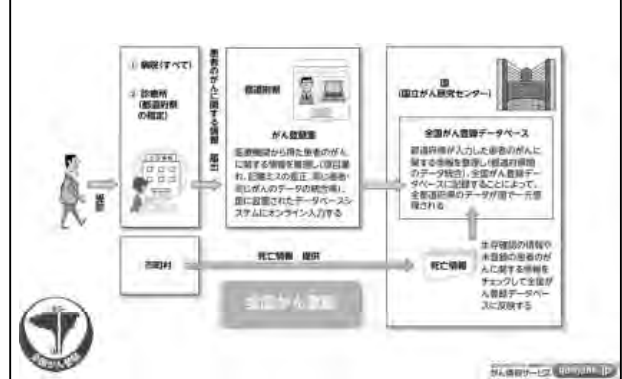 ① 病院(すべて)
② 診療所
(都道府県
の指定)
受診
患者のがんに関する情報 届出
都道府県
がん登録室
医療機関から得た患者のがん
に関する情報を整理し(項目漏
れ、記載ミスの訂正、同じ患者・
同じがんのデータの統合等)、
国に設置されたデータベースシ
ステムにオンライン入力する
国
(国立がん研究センター)
全国がん登録データベース
都道府県が入力した患者のがんに
関する情報を整理し(都道府県間
のデータ統合)、全国がん登録デー
タベースに記録することによって、
全都道府県のデータが国で一元管
理される
市町村
死亡情報 提供
死亡情報
生存確認の情報や
未登録の患者のが
んに関する情報を
チェックして全国が
ん登録データベー
スに反映する
全国がん登録
全国がん登録
がん情報サービス ganjoho.jp